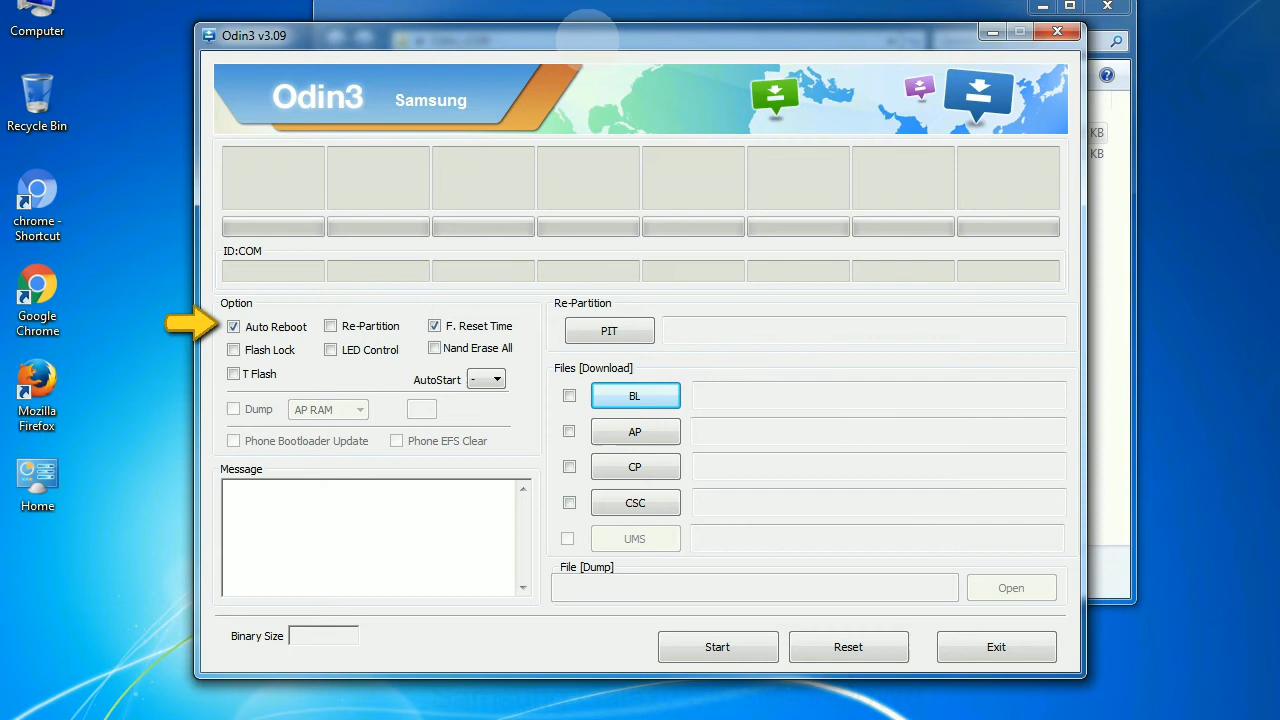 Computer
Recycle Bin
chrome -
Shortcut
Google
Chrome
Mozilla
Firefox
Home
Odin3 v3.09
Odin3 Samsung
ID:COM
Option
Auto Reboot Re-Partition F. Reset Time
Flash Lock LED Control Nand Erase All
T Flash
AutoStart -
Dump AP RAM
Phone Bootloader Update Phone EFS Clear
Message
Binary Size
Re-Partition
PIT
Files [Download]
BL
AP
CP
CSC
UMS
File [Dump]
Open
Start Reset Exit
KB
KB